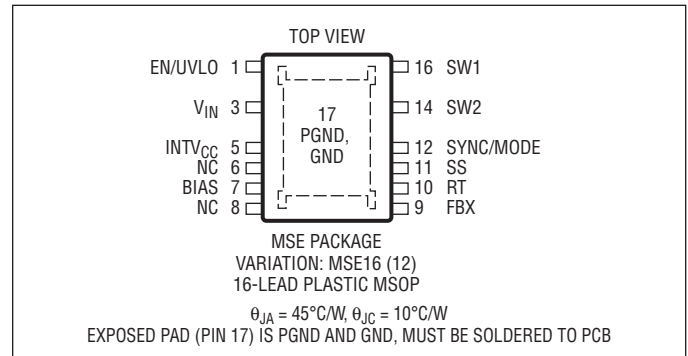 TOP VIEW
EN/UVLO 1
16 SW1
VIN 3
14 SW2
17
PGND,
GND
INTVCC 5
12 SYNC/MODE
NC 6
11 SS
BIAS 7
10 RT
NC 8
9 FBX
MSE PACKAGE
VARIATION: MSE16 (12)
16-LEAD PLASTIC MSOP
θJA = 45°C/W, θJC = 10°C/W
EXPOSED PAD (PIN 17) IS PGND AND GND, MUST BE SOLDERED TO PCB